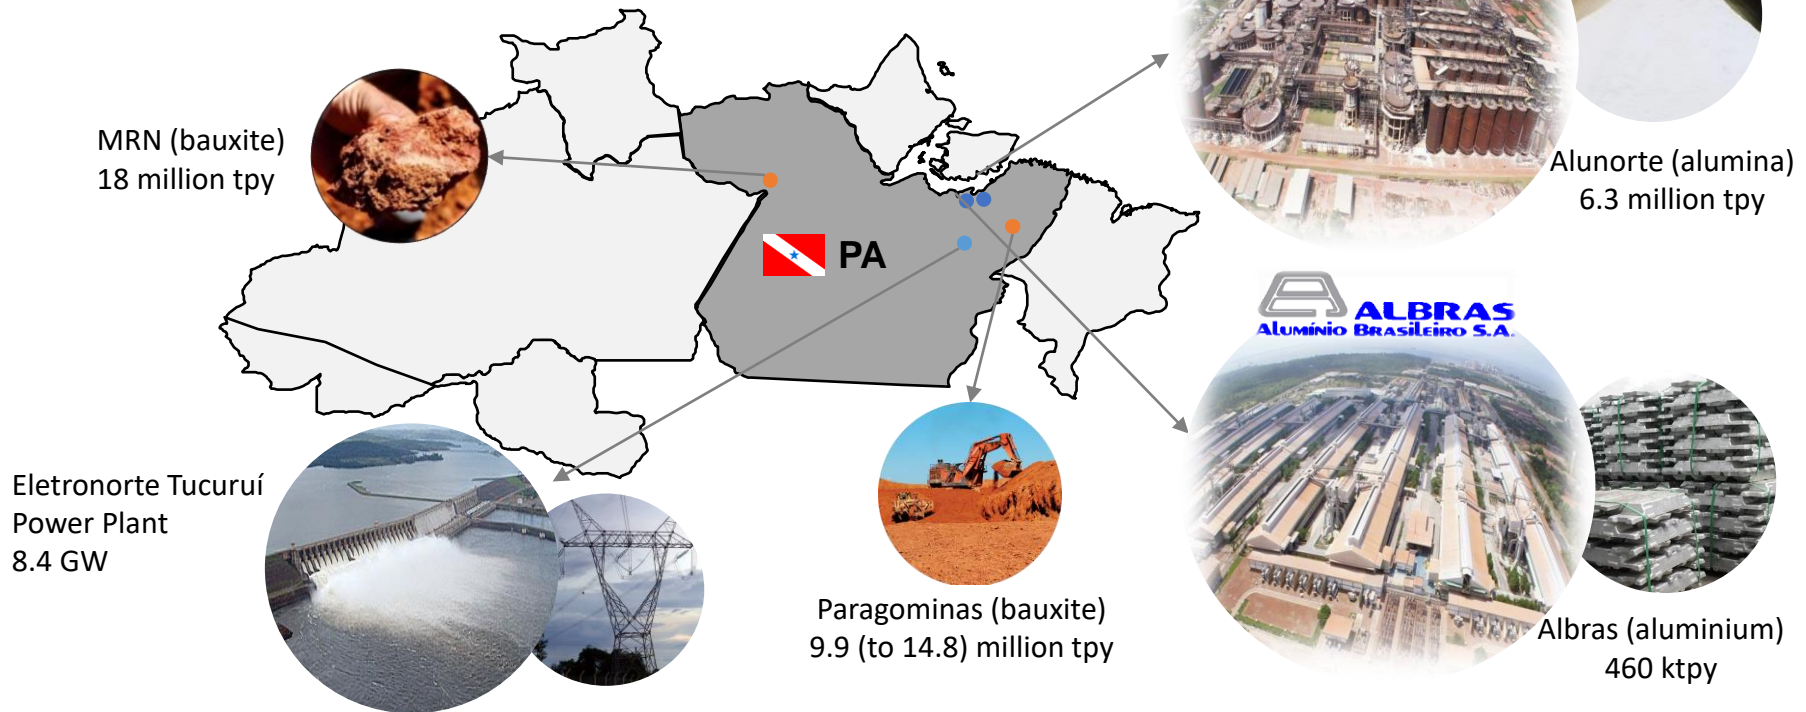 MRN (bauxite)
18 million tpy
Alunorte (alumina)
6.3 million tpy
PA
ALBRAS
ALUMÍNIO BRASILEIRO S.A.
Eletronorte Tucuruí
Power Plant
8.4 GW
Paragominas (bauxite)
9.9 (to 14.8) million tpy
Albras (aluminium)
460 ktpy